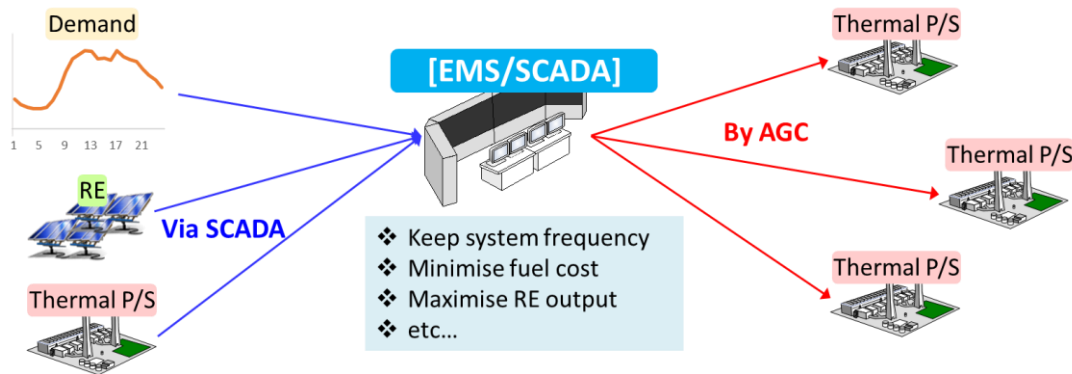 Demand
1 5 9 13 17 21
RE
Via SCADA
Thermal P/S
[EMS/SCADA]
❖ Keep system frequency
❖ Minimise fuel cost
❖ Maximise RE output
❖ etc...
By AGC
Thermal P/S
Thermal P/S
Thermal P/S